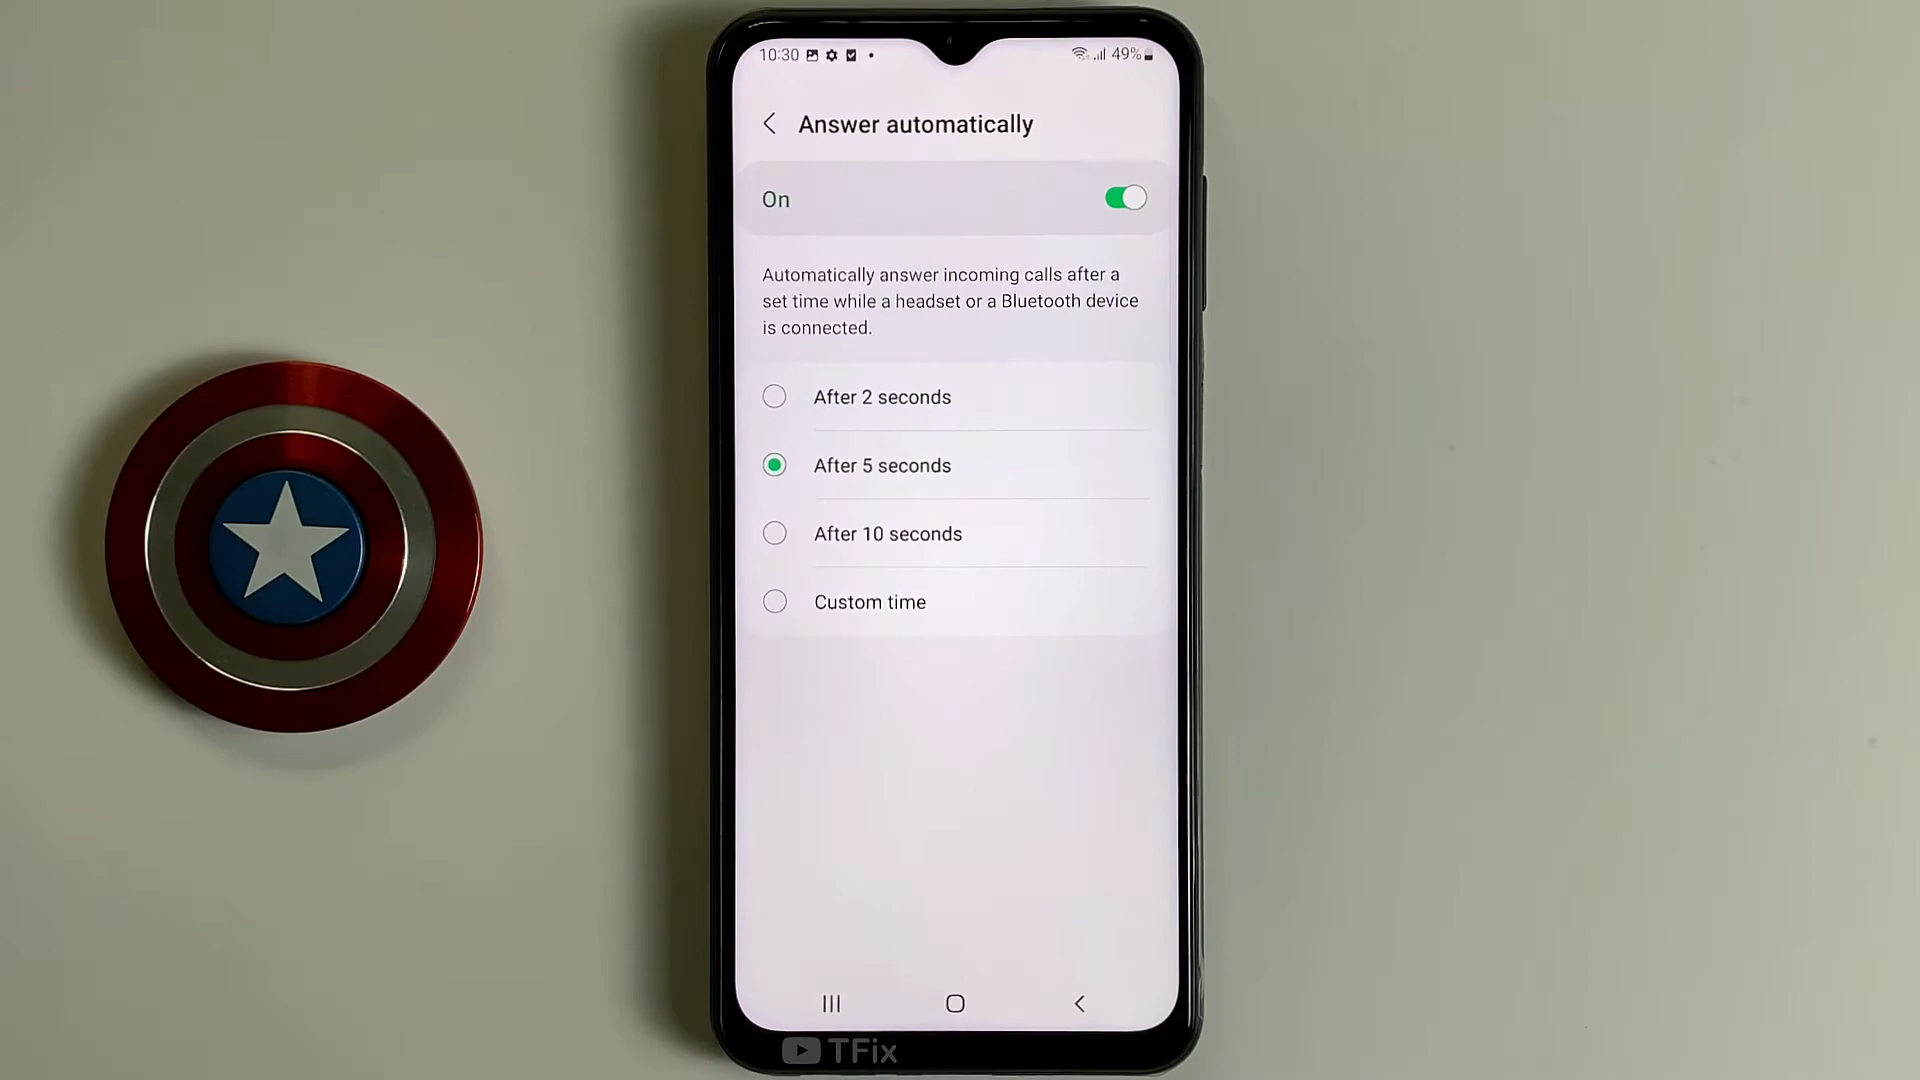 10:30
49%
Answer automatically
On
Automatically answer incoming calls after a
set time while a headset or a Bluetooth device
is connected.
After 2 seconds
After 5 seconds
After 10 seconds
Custom time
TFix